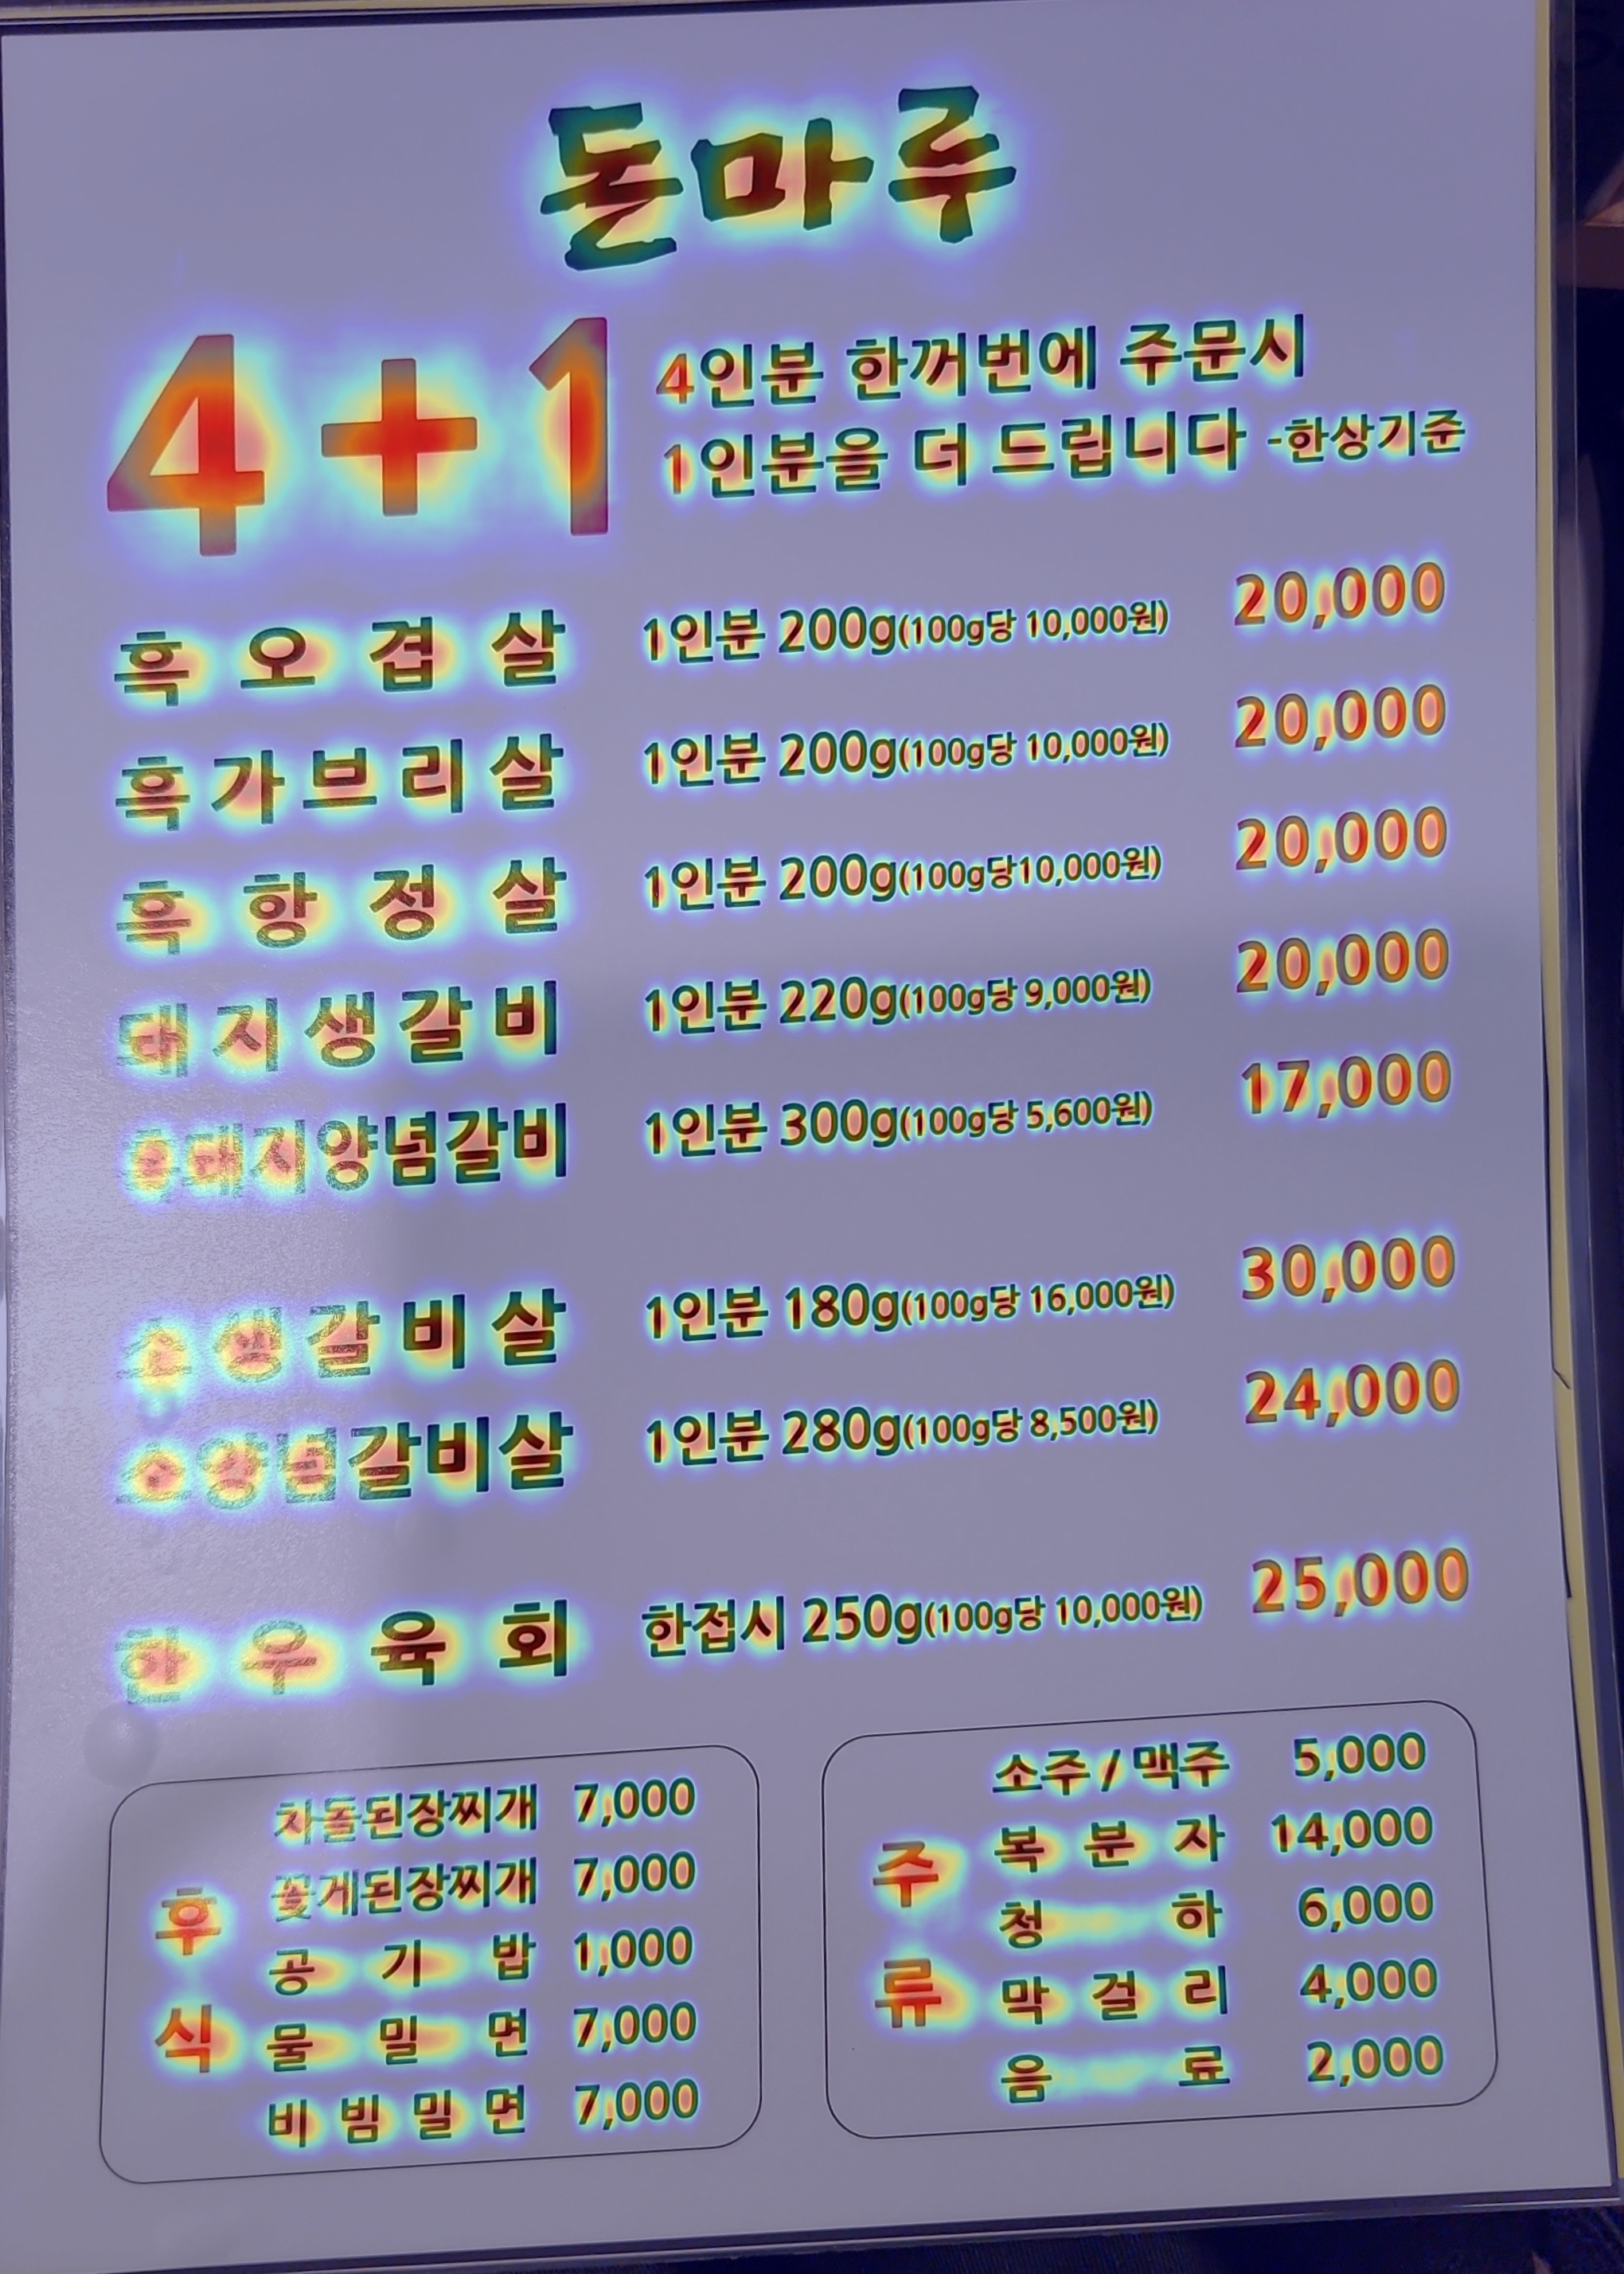 돈마루
4+1
4인분 한꺼번에 주문시
1인분을 더 드립니다 -한상기준
흑오겹살 1인분 200g(100g당 10,000원) 20,000
흑가브리살 1인분 200g(100g당 10,000원) 20,000
흑항정살 1인분 200g(100g당10,000원) 20,000
돼지생갈비 1인분 220g(100g당 9,000원) 20,000
흑돼지양념갈비 1인분 300g(100g당 5,600원) 17,000
소생갈비살 1인분 180g(100g당 16,000원) 30,000
소양념갈비살 1인분 280g(100g당 8,500원) 24,000
한우육회 한접시 250g(100g당 10,000원) 25,000
후식
차돌된장찌개 7,000
꽃게된장찌개 7,000
공기밥 1,000
물밀면 7,000
비빔밀면 7,000
주류
소주/맥주 5,000
복분자 14,000
청하 6,000
막걸리 4,000
음료 2,000